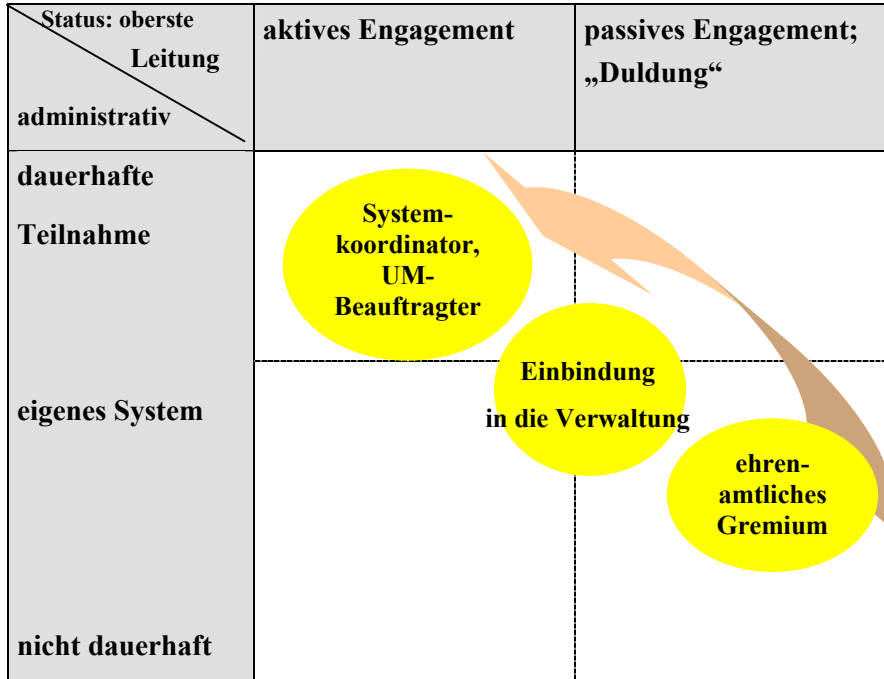 Status: oberste
Leitung
administrativ
aktives Engagement
passives Engagement;
„Duldung“
dauerhafte
Teilnahme
System-
koordinator,
UM-
Beauftragter
eigenes System
Einbindung
in die Verwaltung
ehren-
amtliches
Gremium
nicht dauerhaft